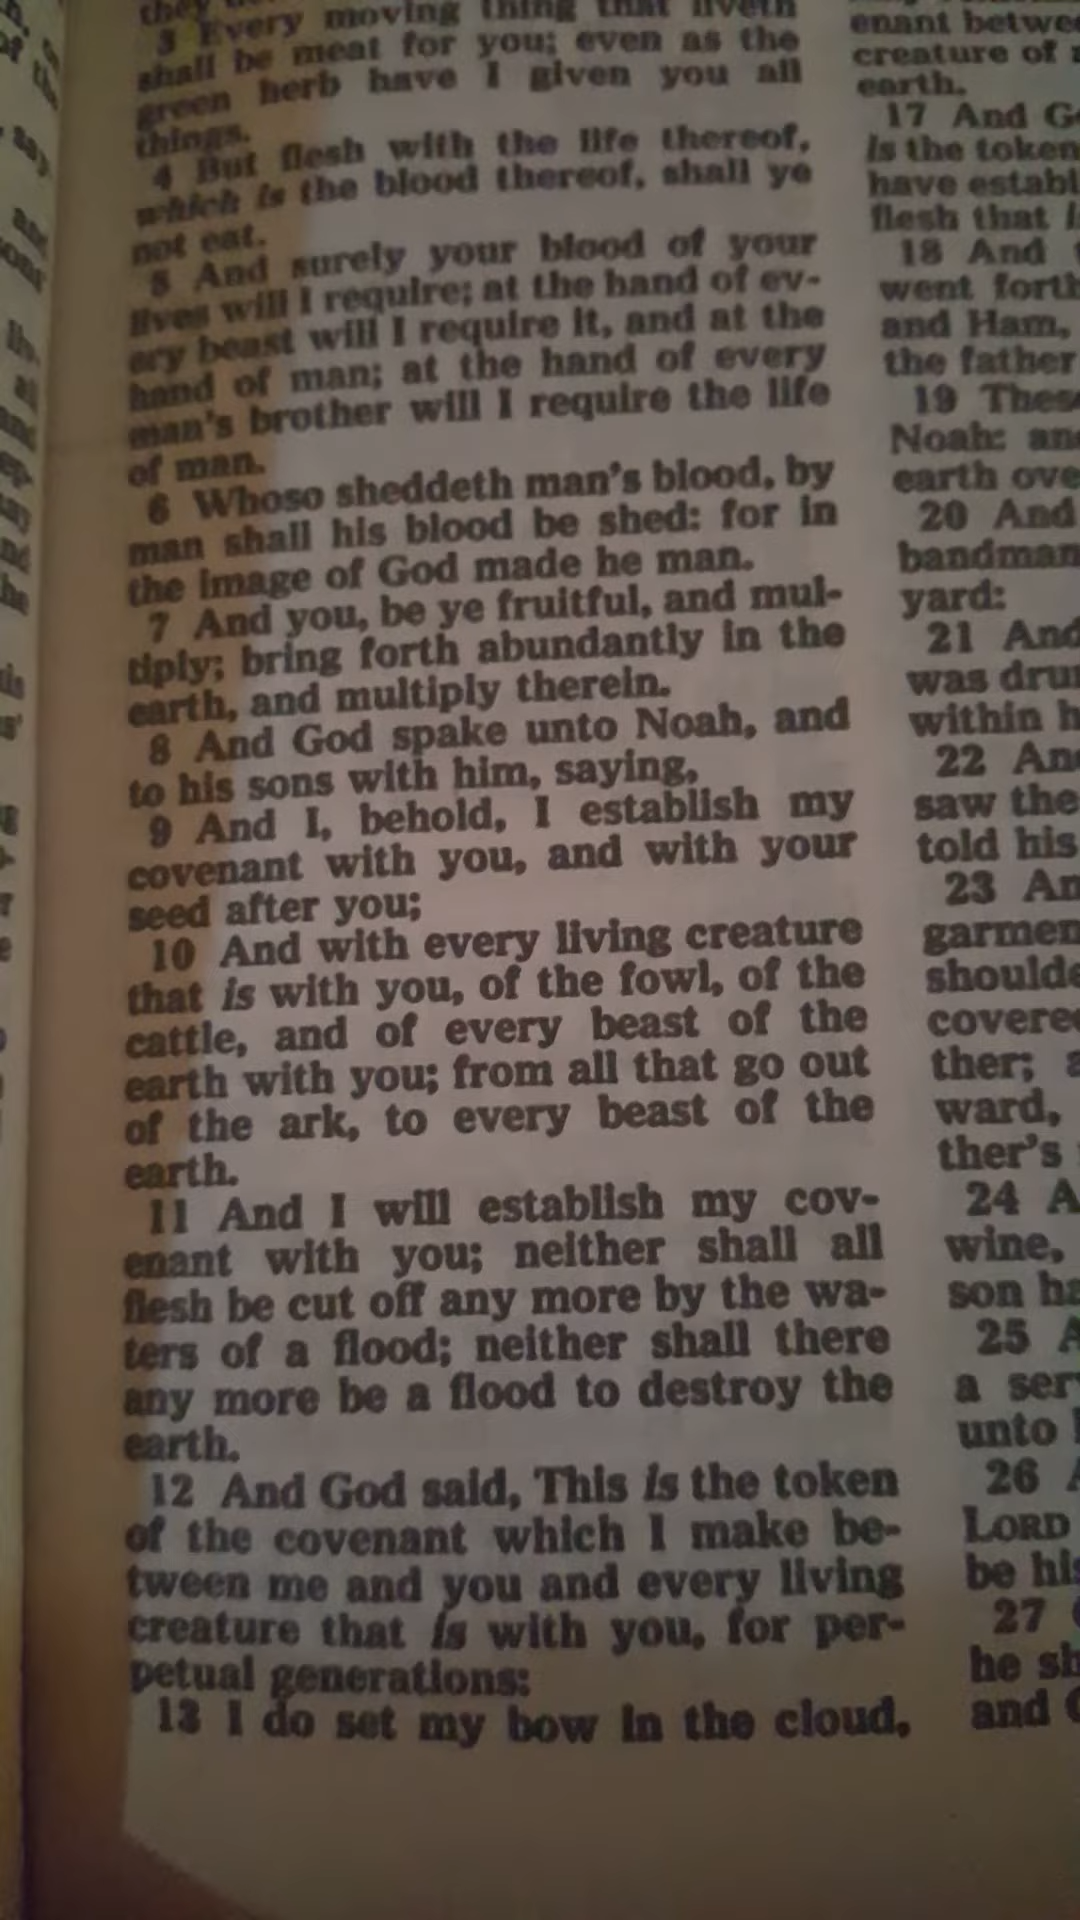 3 Every moving thing that liveth
shall be meat for you; even as the
green herb have I given you all
things.
4 But flesh with the life thereof,
which is the blood thereof, shall ye
not eat.
5 And surely your blood of your
lives will I require; at the hand of ev-
ery beast will I require it, and at the
hand of man; at the hand of every
man's brother will I require the life
of man.
6 Whoso sheddeth man's blood, by
man shall his blood be shed: for in
the image of God made he man.
7 And you, be ye fruitful, and mul-
tiply; bring forth abundantly in the
earth, and multiply therein.
8 And God spake unto Noah, and
to his sons with him, saying,
9 And I, behold, I establish my
covenant with you, and with your
seed after you;
10 And with every living creature
that is with you, of the fowl, of the
cattle, and of every beast of the
earth with you; from all that go out
of the ark, to every beast of the
earth.
11 And I will establish my cov-
enant with you; neither shall all
flesh be cut off any more by the wa-
ters of a flood; neither shall there
any more be a flood to destroy the
earth.
12 And God said, This is the token
of the covenant which I make be-
tween me and you and every living
creature that is with you, for per-
petual generations:
13 I do set my bow in the cloud,
enant betwe
creature of
earth.
17 And G
is the token
have establ
flesh that
18 And
went forth
and Ham,
the father
19 Thes
Noah: an
earth ove
20 And
bandman
yard:
21 And
was dru
within h
22 An
saw the
told his
23 An
garmen
shoulde
covere
ther; a
ward,
ther's
24 A
wine,
son ha
25 A
a ser
unto
26 A
LORD
be his
27
he sh
and